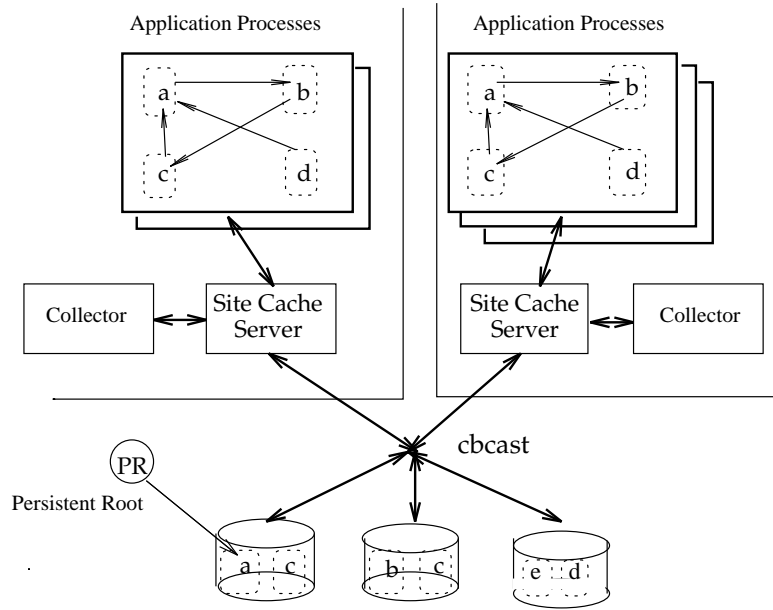 Application Processes
Application Processes
a
b
c
d
a
b
c
d
Collector
Site Cache
Server
Site Cache
Server
Collector
cbcast
PR
Persistent Root
a c
b c
e d